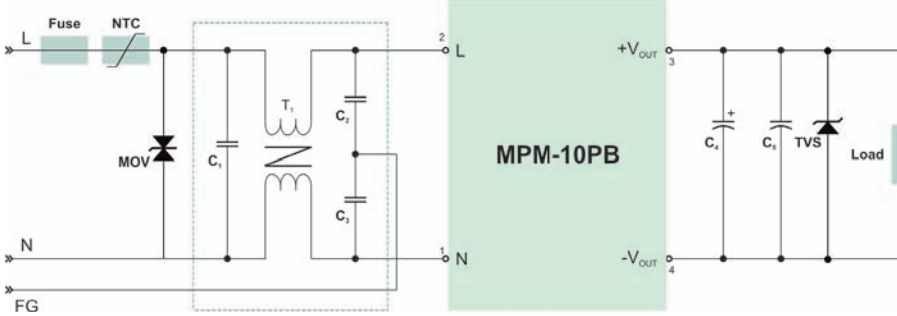 Fuse NTC
L 2 L +VOUT 3
T1
C2
MOV C1 MPM-10PB C4 + C5 TVS Load
C3
N 1 N -VOUT 4
FG